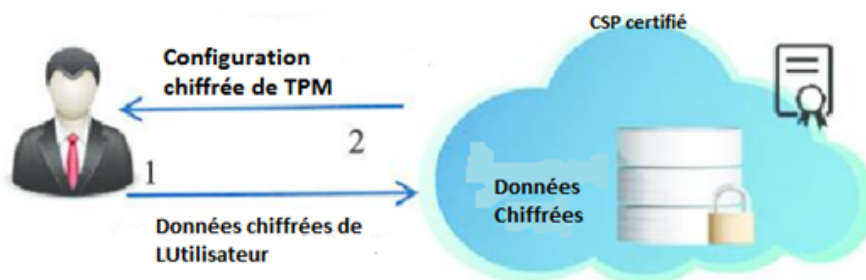 CSP certifié
Configuration
chiffrée de TPM
2
1
Données
Chiffrées
Données chiffrées de
LUtilisateur